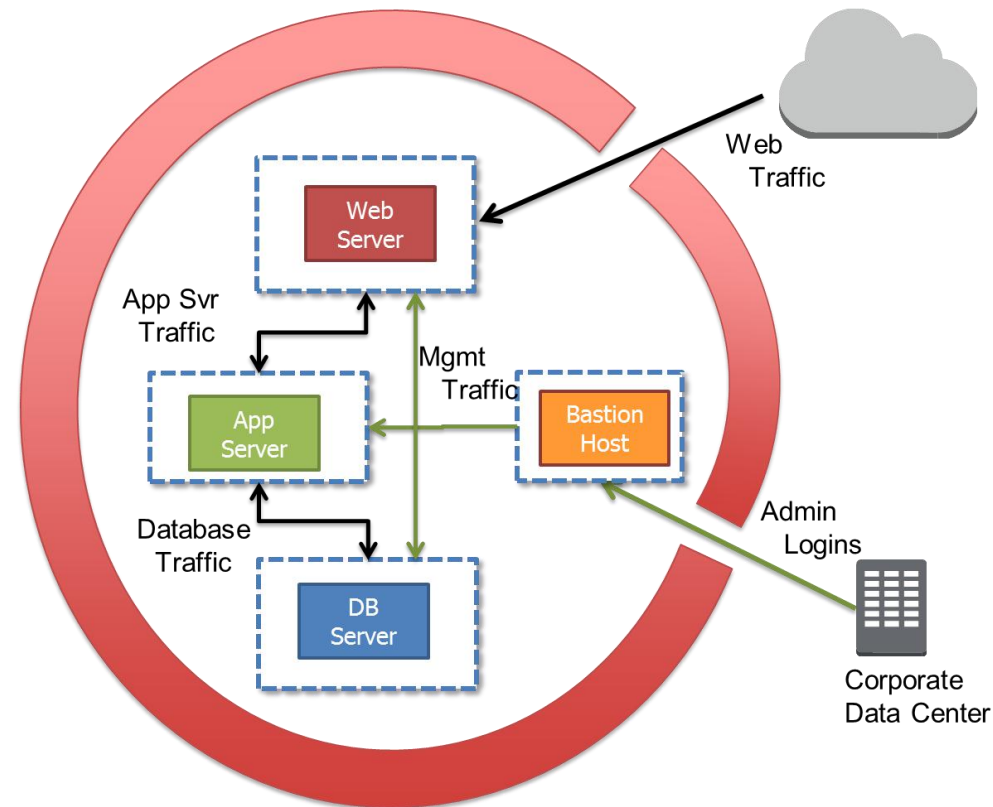 Web
Traffic
Web
Server
App Svr
Traffic
Mgmt
Traffic
App
Server
Bastion
Host
Database
Traffic
Admin
Logins
DB
Server
Corporate
Data Center